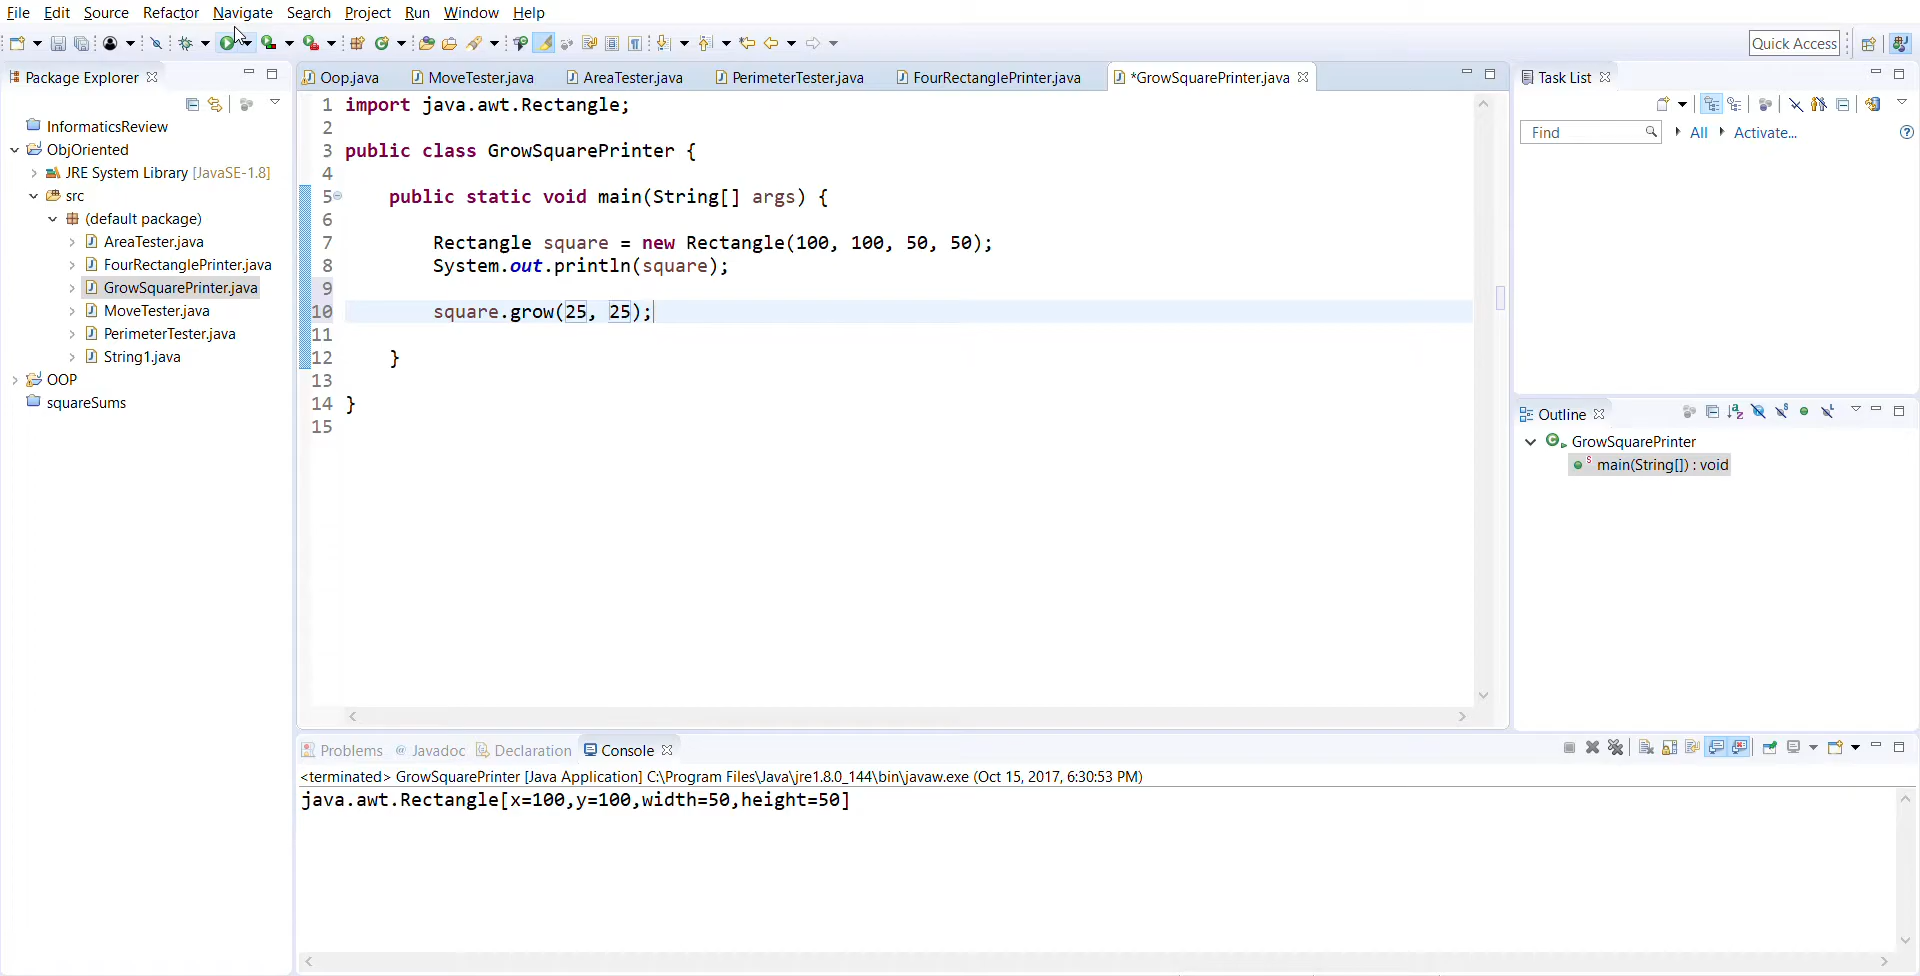 File Edit Source Refactor Navigate Search Project Run Window Help
Quick Access
Package Explorer
InformaticsReview
ObjOriented
JRE System Library [JavaSE-1.8]
src
(default package)
AreaTester.java
FourRectanglePrinter.java
GrowSquarePrinter.java
MoveTester.java
PerimeterTester.java
String1.java
OOP
squareSums
Oop.java MoveTester.java AreaTester.java PerimeterTester.java FourRectanglePrinter.java *GrowSquarePrinter.java
1 import java.awt.Rectangle;
2
3 public class GrowSquarePrinter {
4
5 public static void main(String[] args) {
6
7 Rectangle square = new Rectangle(100, 100, 50, 50);
8 System.out.println(square);
9
10 square.grow(25, 25);
11
12 }
13
14 }
15
Task List
Find All Activate...
Outline
GrowSquarePrinter
main(String[]) : void
Problems @ Javadoc Declaration Console
<terminated> GrowSquarePrinter [Java Application] C:\Program Files\Java\jre1.8.0_144\bin\javaw.exe (Oct 15, 2017, 6:30:53 PM)
java.awt.Rectangle[x=100,y=100,width=50,height=50]